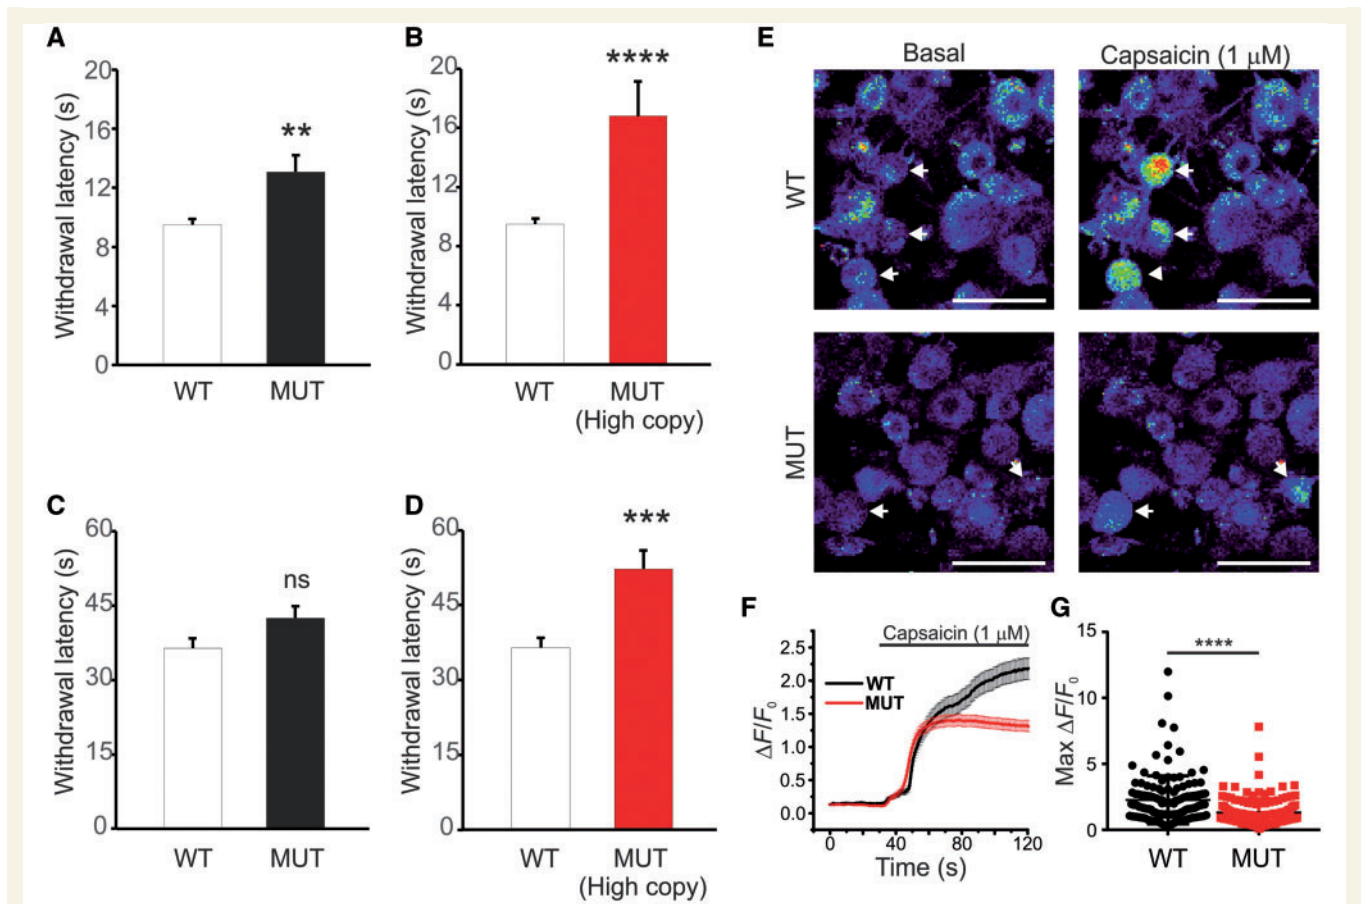 A
Withdrawal latency (s)
20
16
12
8
4
0
**
WT
MUT
B
Withdrawal latency (s)
20
16
12
8
4
0
****
WT
MUT
(High copy)
C
Withdrawal latency (s)
60
45
30
15
0
ns
WT
MUT
D
Withdrawal latency (s)
60
45
30
15
0
***
WT
MUT
(High copy)
E
Basal
Capsaicin (1 μM)
WT
MUT
F
Capsaicin (1 μM)
ΔF/F₀
2.5
2.0
1.5
1.0
0.5
0.0
WT
MUT
0
40
80
120
Time (s)
G
Max ΔF/F₀
15
10
5
0
****
WT
MUT